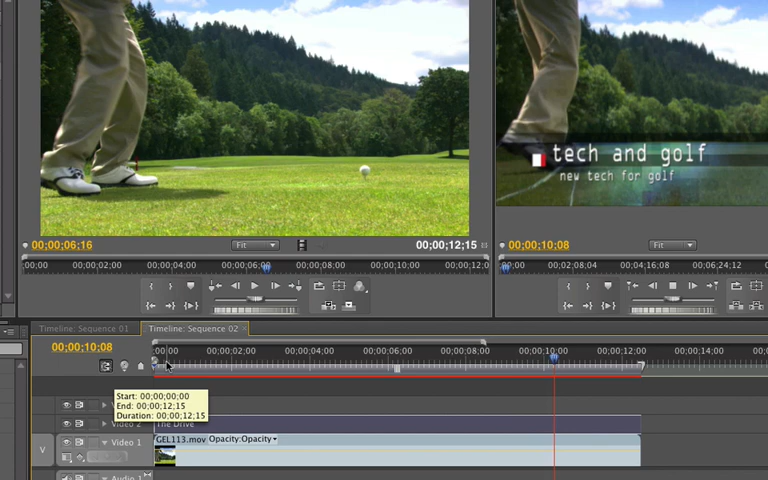 tech and golf
new tech for golf
00;00;06;16
Fit
00;00;12;15
00;00;10;08
Fit
;00;00 00;00;02;00 00;00;04;00 00;00;06;00 00;00;08;00 00;00;10;00 00;00;12;0
00;00 00;02;08;04 00;04;16;08 00;06;24;12 00;0
Timeline: Sequence 01
Timeline: Sequence 02
00;00;10;08
00;00 00;00;02;00 00;00;04;00 00;00;06;00 00;00;08;00 00;00;10;00 00;00;12;00 00;00;14;00 00;00
Start: 00;00;00;00
End: 00;00;12;15
Duration: 00;00;12;15
V
Video 2
The Drive
V
Video 1
GEL113.mov Opacity:Opacity
Audio 1